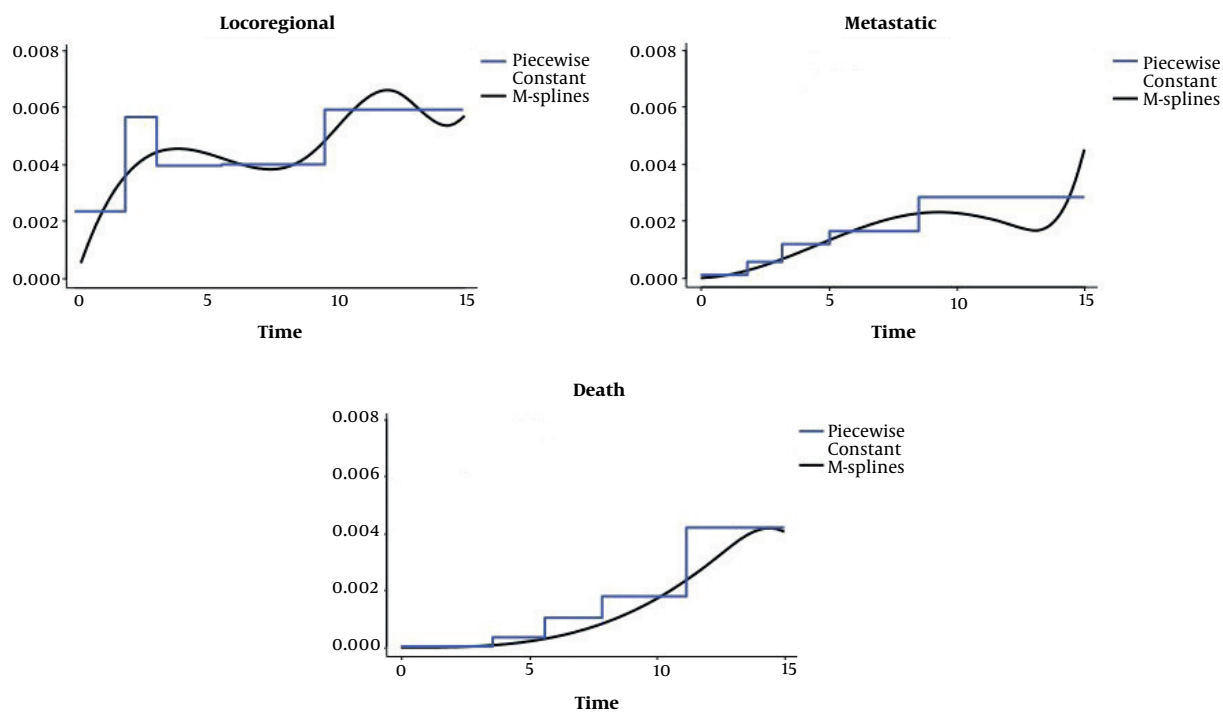 Locoregional
0.008
0.006
0.004
0.002
0.000
0
5
10
15
Time
Piecewise
Constant
M-splines
Metastatic
0.008
0.006
0.004
0.002
0.000
0
5
10
15
Time
Piecewise
Constant
M-splines
Death
0.008
0.006
0.004
0.002
0.000
0
5
10
15
Time
Piecewise
Constant
M-splines